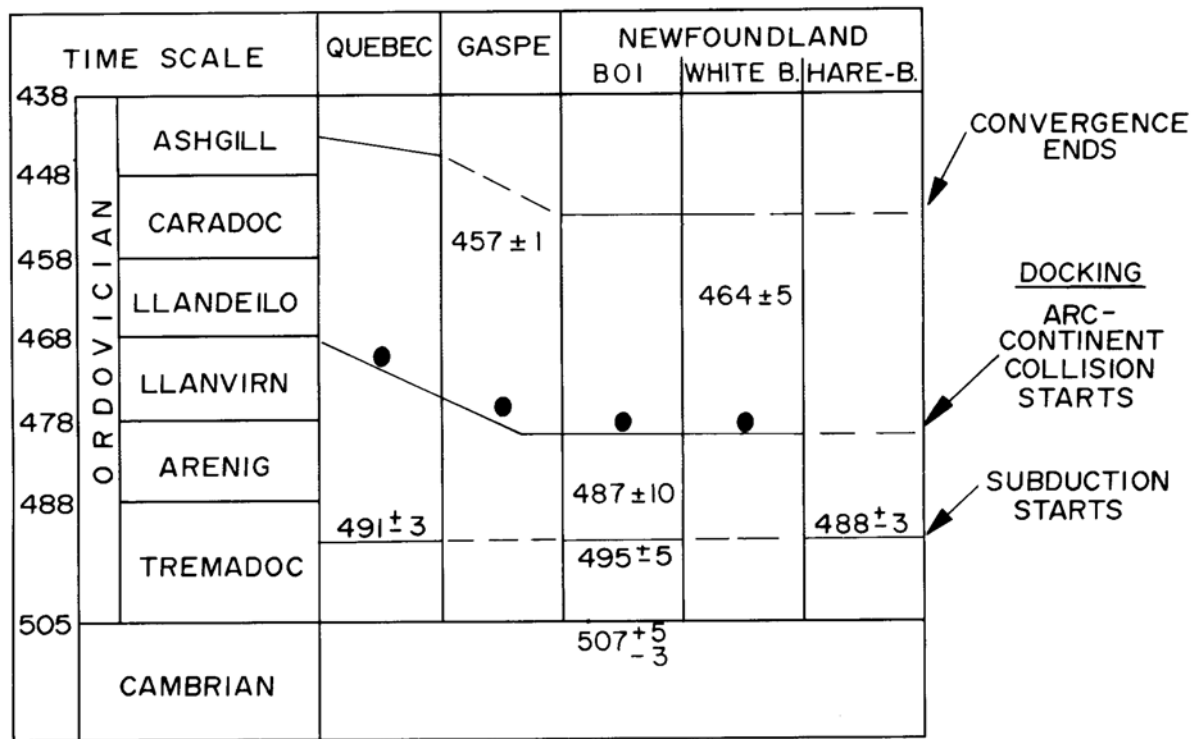 TIME SCALE
QUEBEC
GASPE
NEWFOUNDLAND
BOI
WHITE B.
HARE-B.
438
448
458
468
478
488
505
ORDOVICIAN
ASHGILL
CARADOC
LLANDEILO
LLANVIRN
ARENIG
TREMADOC
CAMBRIAN
491±3
457±1
487±10
495±5
507+5-3
464±5
488±3
CONVERGENCE
ENDS
DOCKING
ARC-
CONTINENT
COLLISION
STARTS
SUBDUCTION
STARTS